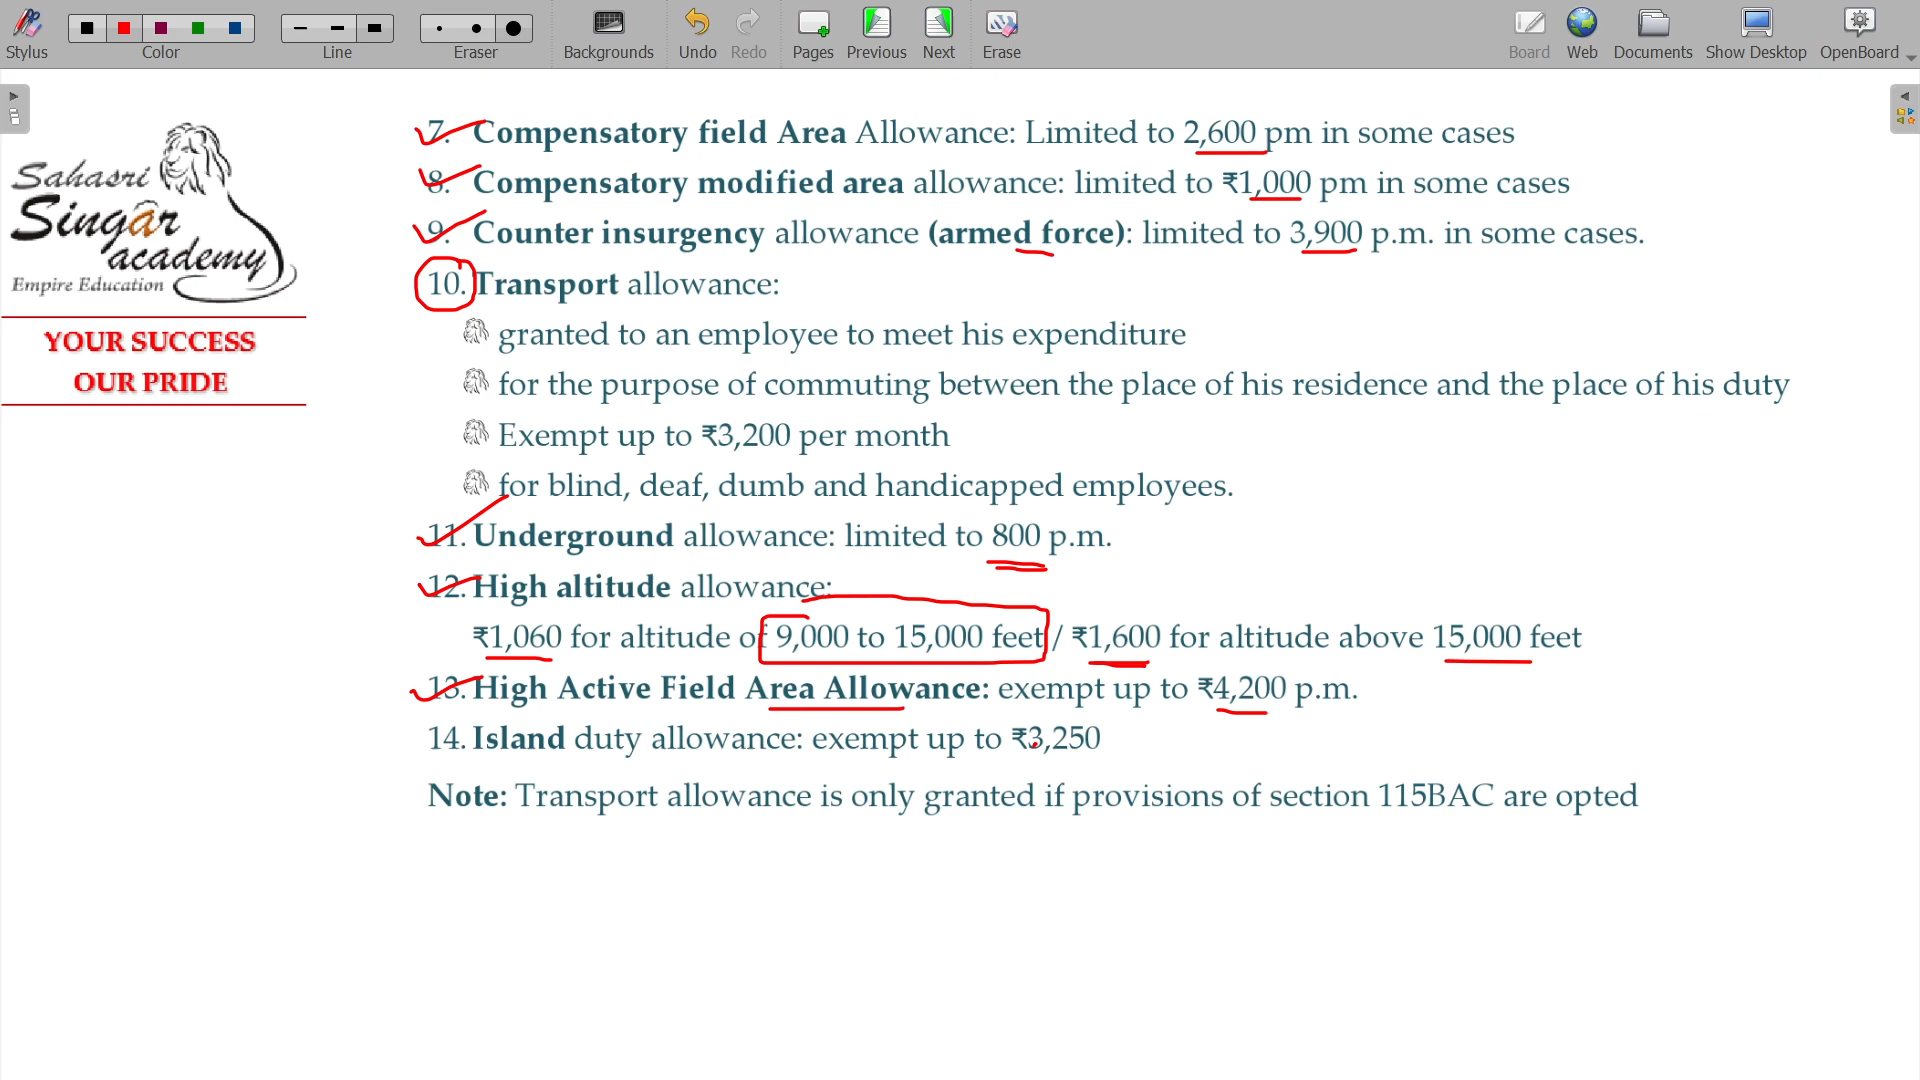 Stylus
Color
Line
Eraser
Backgrounds
Undo
Redo
Pages
Previous
Next
Erase
Board
Web
Documents
Show Desktop
OpenBoard
Sahasri
Singar
academy
Empire Education
YOUR SUCCESS
OUR PRIDE
7. Compensatory field Area Allowance: Limited to 2,600 pm in some cases
8. Compensatory modified area allowance: limited to ₹1,000 pm in some cases
9. Counter insurgency allowance (armed force): limited to 3,900 p.m. in some cases.
10. Transport allowance:
granted to an employee to meet his expenditure
for the purpose of commuting between the place of his residence and the place of his duty
Exempt up to ₹3,200 per month
for blind, deaf, dumb and handicapped employees.
11. Underground allowance: limited to 800 p.m.
12. High altitude allowance:
₹1,060 for altitude of 9,000 to 15,000 feet / ₹1,600 for altitude above 15,000 feet
13. High Active Field Area Allowance: exempt up to ₹4,200 p.m.
14. Island duty allowance: exempt up to ₹3,250
Note: Transport allowance is only granted if provisions of section 115BAC are opted